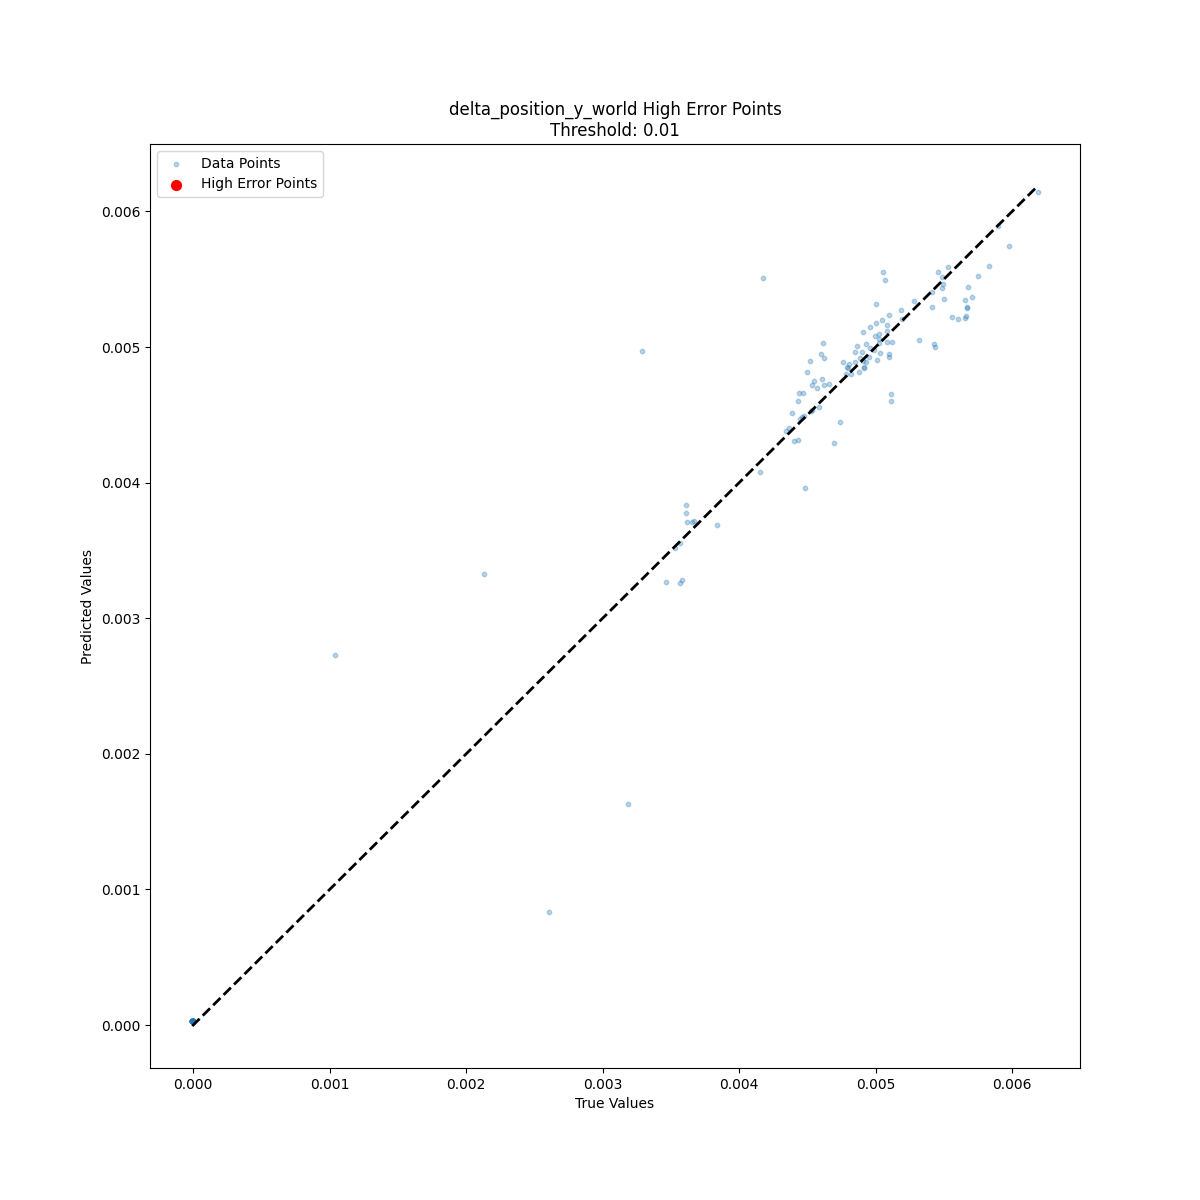 delta_position_y_world High Error Points
Threshold: 0.01
Data Points
High Error Points
0.006
0.005
0.004
0.003
0.002
0.001
0.000
Predicted Values
0.000 0.001 0.002 0.003 0.004 0.005 0.006
True Values